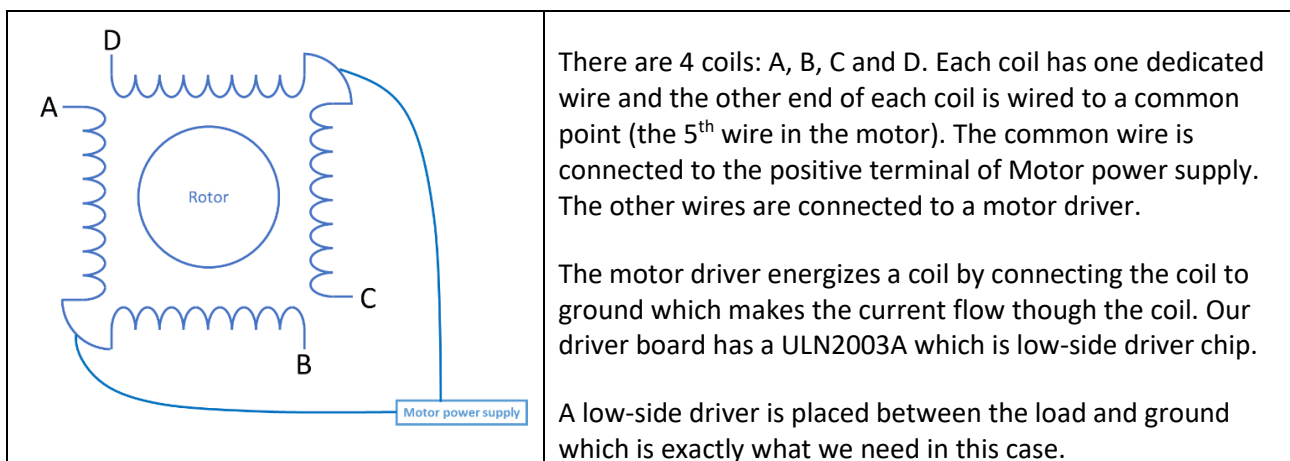 D
A
Rotor
C
B
Motor power supply
There are 4 coils: A, B, C and D. Each coil has one dedicated
wire and the other end of each coil is wired to a common
point (the 5th wire in the motor). The common wire is
connected to the positive terminal of Motor power supply.
The other wires are connected to a motor driver.
The motor driver energizes a coil by connecting the coil to
ground which makes the current flow though the coil. Our
driver board has a ULN2003A which is low-side driver chip.
A low-side driver is placed between the load and ground
which is exactly what we need in this case.